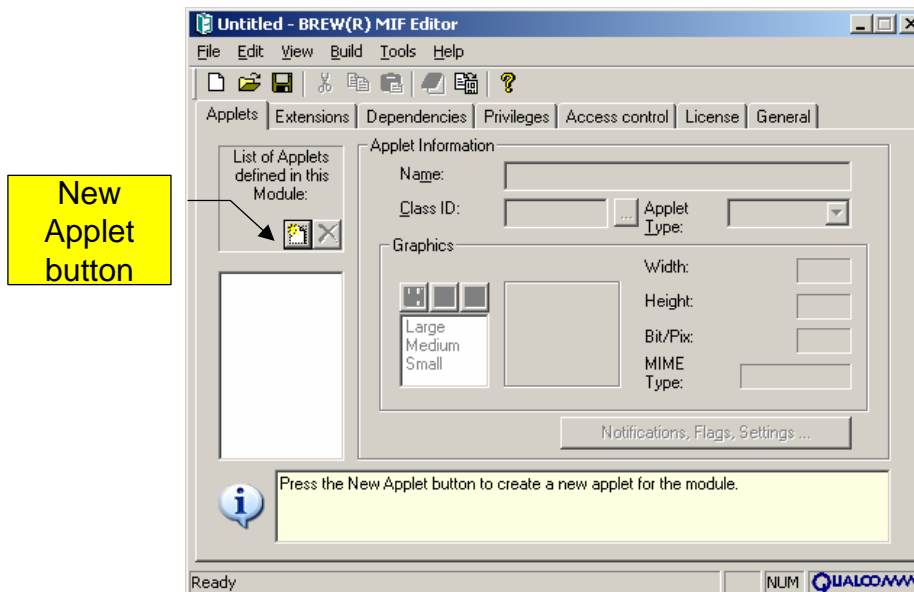 Untitled - BREW(R) MIF Editor
File Edit View Build Tools Help
Applets Extensions Dependencies Privileges Access control License General
List of Applets
defined in this
Module:
New
Applet
button
Applet Information
Name:
Class ID:
...
Applet
Type:
Graphics
Large
Medium
Small
Width:
Height:
Bit/Pix:
MIME
Type:
Notifications, Flags, Settings ...
Press the New Applet button to create a new applet for the module.
Ready
NUM
QUALCOMM